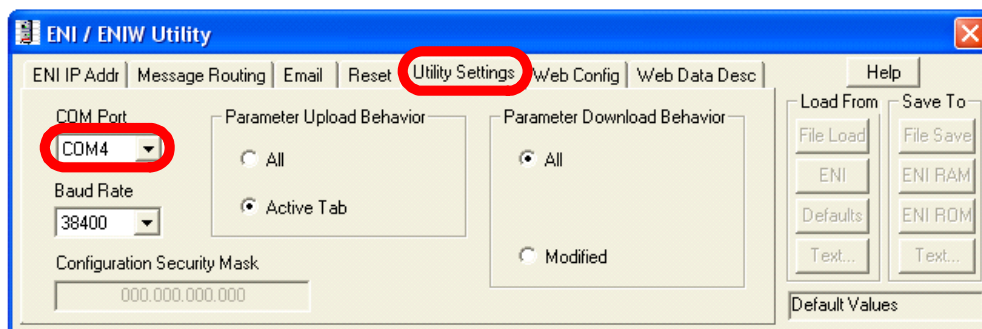 ENI / ENIW Utility
ENI IP Addr Message Routing Email Reset Utility Settings Web Config Web Data Desc Help
COM Port
COM4
Baud Rate
38400
Configuration Security Mask
000.000.000.000
Parameter Upload Behavior
All
Active Tab
Parameter Download Behavior
All
Modified
Load From
File Load
ENI
Defaults
Text...
Save To
File Save
ENI RAM
ENI ROM
Text...
Default Values